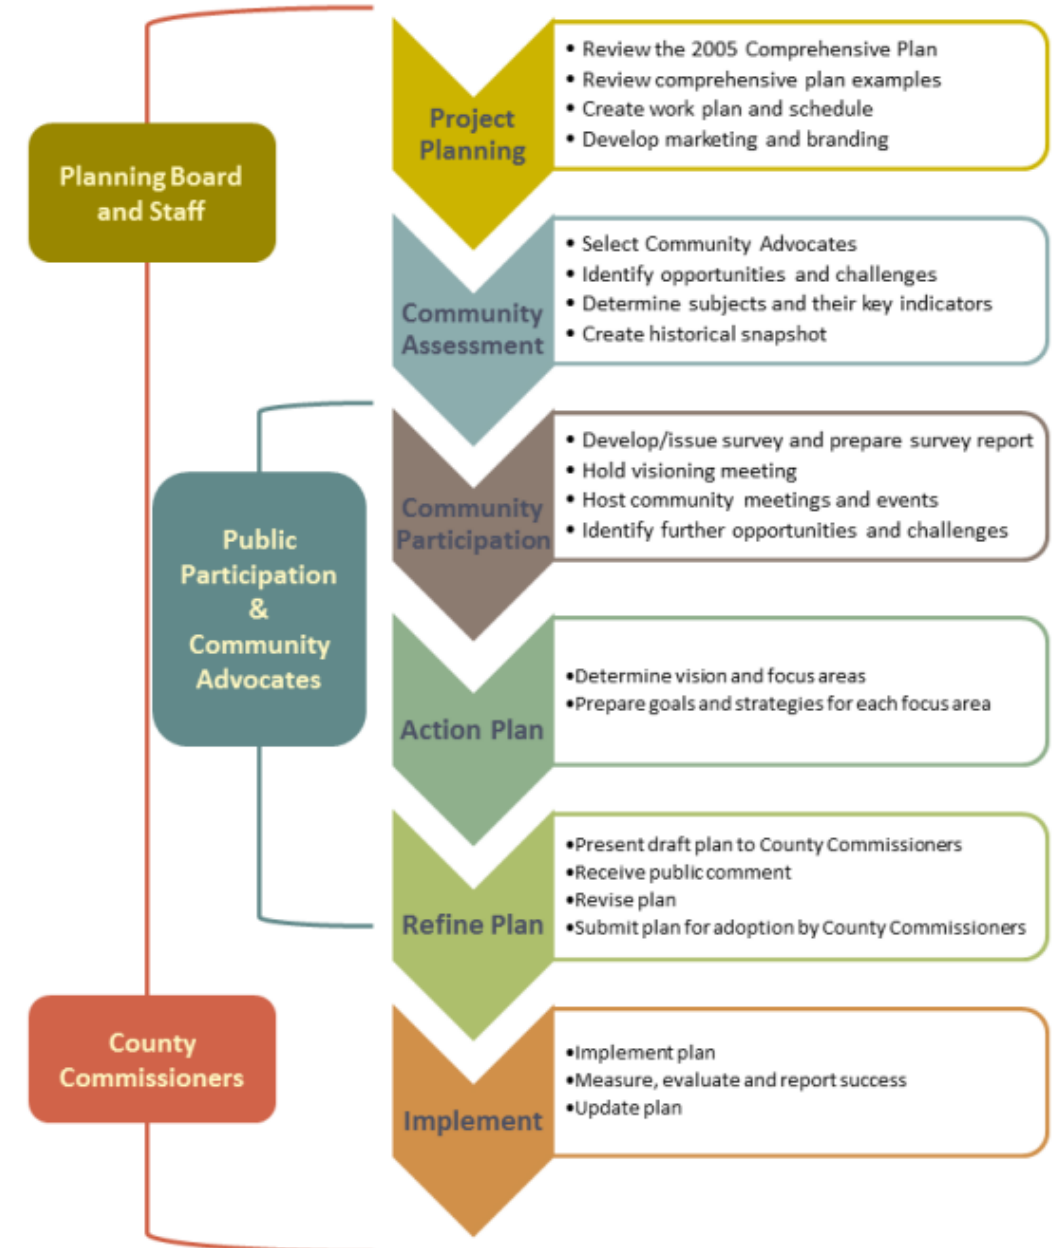 Planning Board
and Staff
Project
Planning
• Review the 2005 Comprehensive Plan
• Review comprehensive plan examples
• Create work plan and schedule
• Develop marketing and branding
Community
Assessment
• Select Community Advocates
• Identify opportunities and challenges
• Determine subjects and their key indicators
• Create historical snapshot
Public
Participation
&
Community
Advocates
Community
Participation
• Develop/issue survey and prepare survey report
• Hold visioning meeting
• Host community meetings and events
• Identify further opportunities and challenges
Action Plan
•Determine vision and focus areas
•Prepare goals and strategies for each focus area
Refine Plan
•Present draft plan to County Commissioners
•Receive public comment
•Revise plan
•Submit plan for adoption by County Commissioners
County
Commissioners
Implement
•Implement plan
•Measure, evaluate and report success
•Update plan